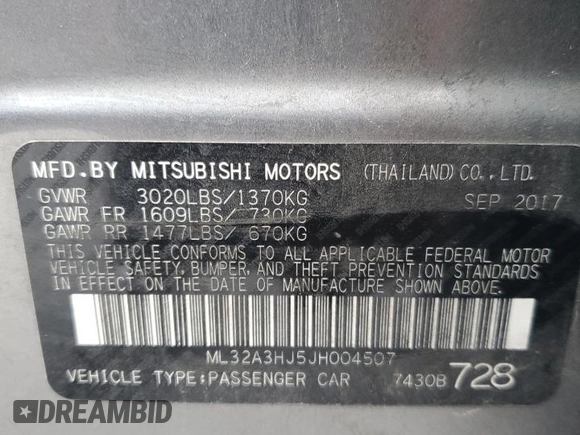 MFD.BY MITSUBISHI MOTORS (THAILAND) CO., LTD.
GVWR 3020LBS/1370KG SEP 2017
GAWR FR 1609LBS/ 730KG
GAWR RR 1477LBS/ 670KG
THIS VEHICLE CONFORMS TO ALL APPLICABLE FEDERAL MOTOR
VEHICLE SAFETY, BUMPER, AND THEFT PREVENTION STANDARDS
IN EFFECT ON THE DATE OF MANUFACTURE SHOWN ABOVE.
ML32A3HJ5JH004507
VEHICLE TYPE:PASSENGER CAR 7430B 728
DREAMBID